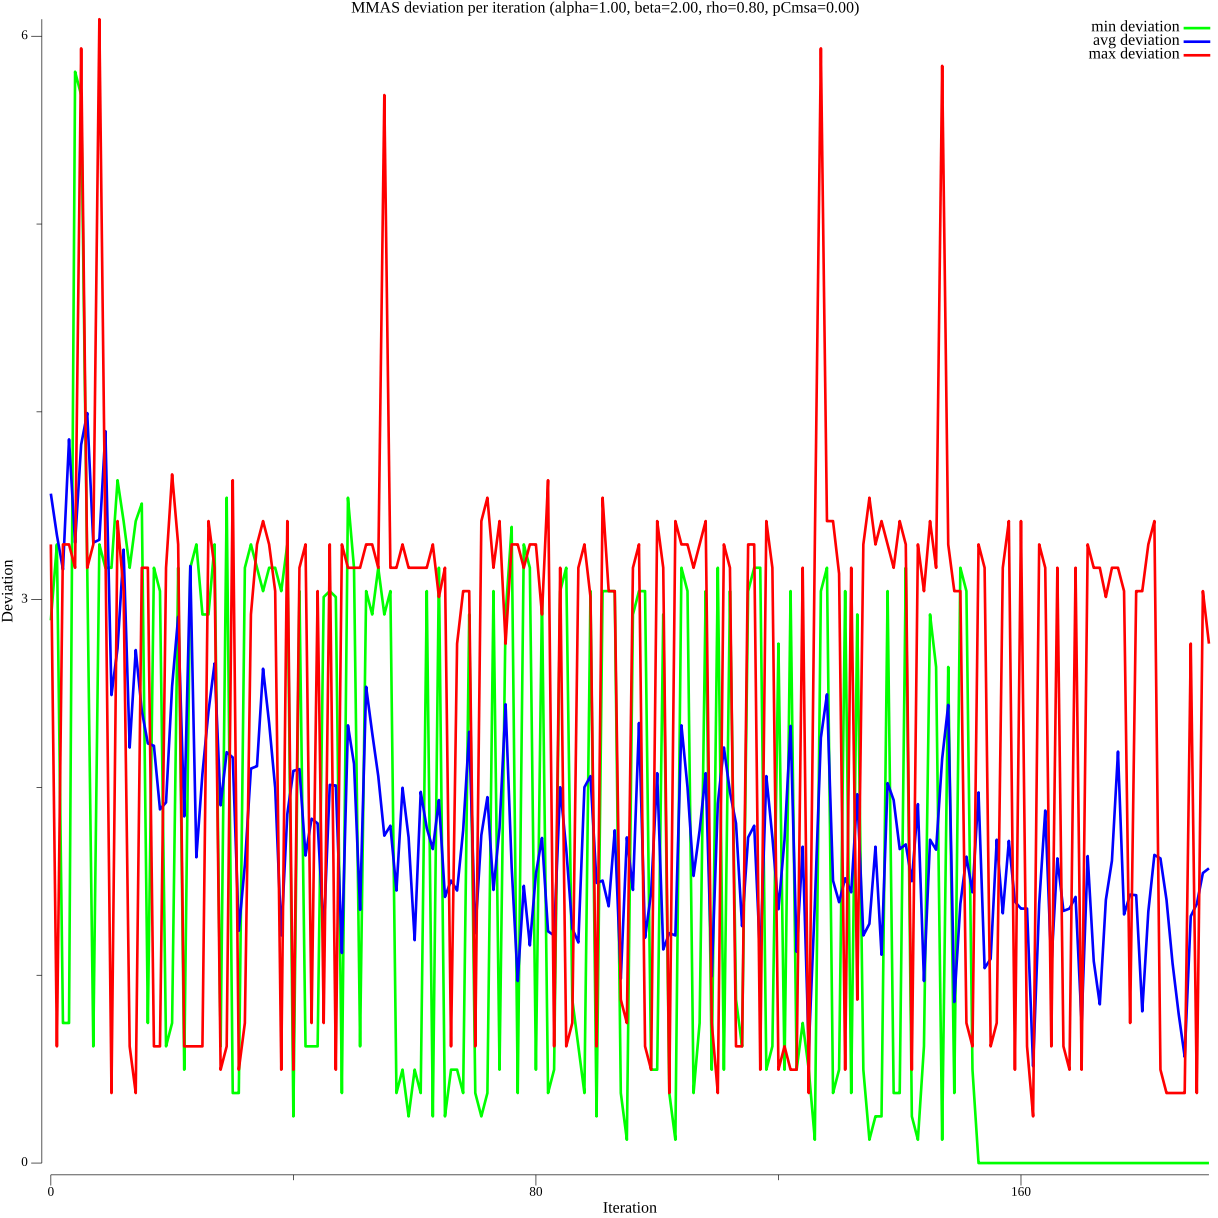 MMAS deviation per iteration (alpha=1.00, beta=2.00, rho=0.80, pCmsa=0.00)
min deviation
avg deviation
max deviation
6
3
0
Deviation
0
80
160
Iteration